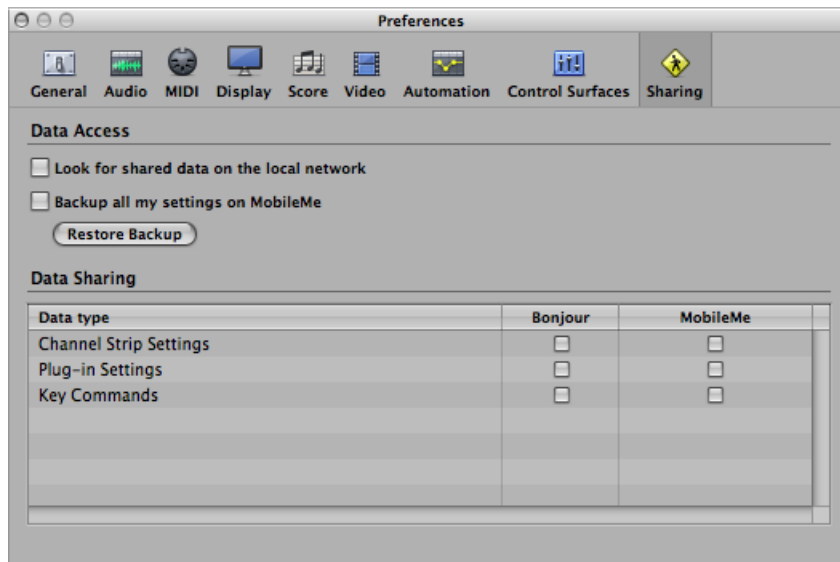 Preferences
General Audio MIDI Display Score Video Automation Control Surfaces Sharing
Data Access
Look for shared data on the local network
Backup all my settings on MobileMe
Restore Backup
Data Sharing
Data type Bonjour MobileMe
Channel Strip Settings
Plug-in Settings
Key Commands